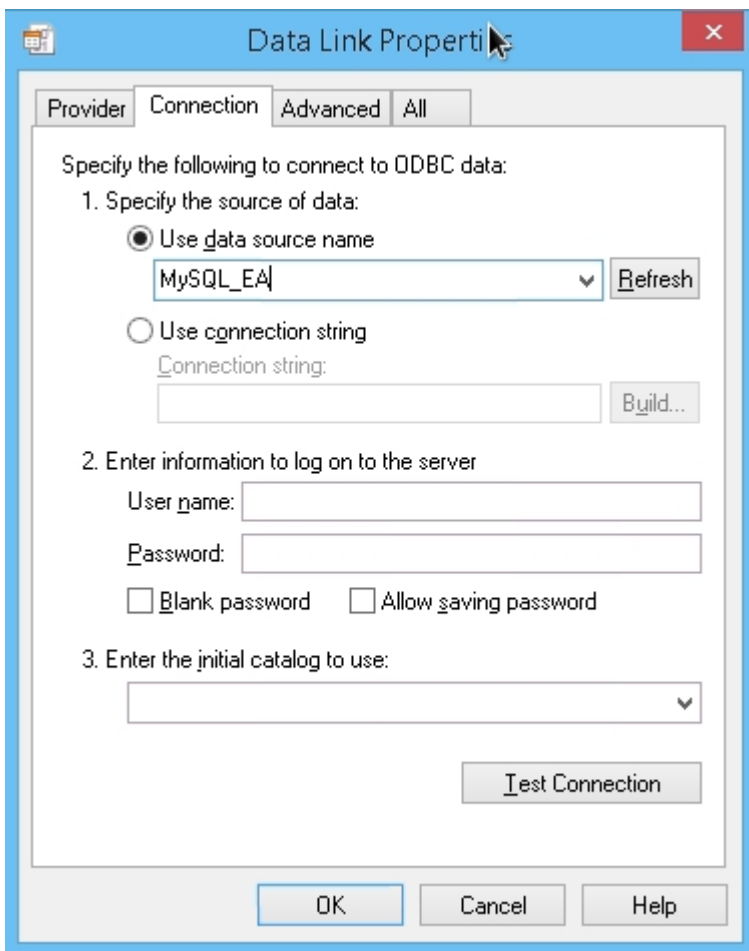 Data Link Properties
Provider Connection Advanced All
Specify the following to connect to ODBC data:
1. Specify the source of data:
Use data source name
MySQL_EA Refresh
Use connection string
Connection string:
Build...
2. Enter information to log on to the server
User name:
Password:
Blank password Allow saving password
3. Enter the initial catalog to use:
Test Connection
OK Cancel Help